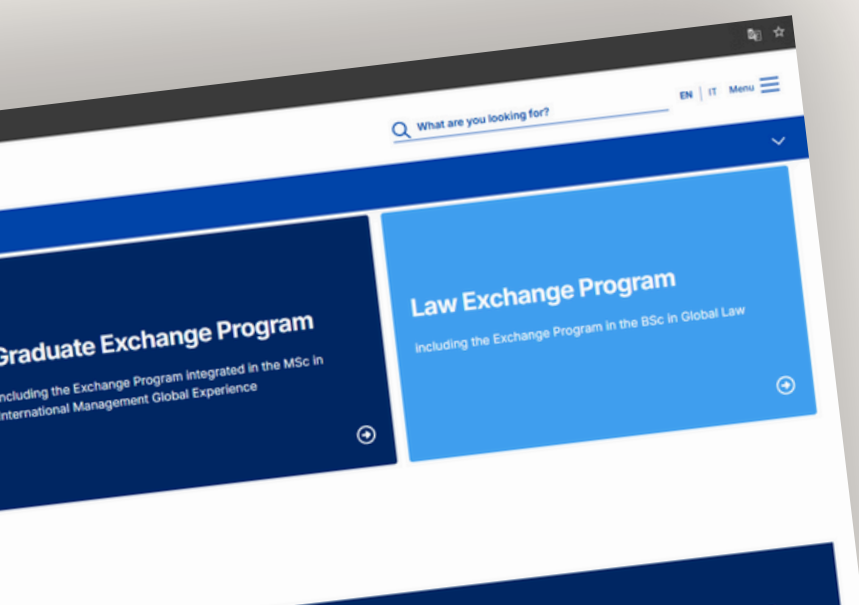 What are you looking for?
EN | IT Menu
Graduate Exchange Program
including the Exchange Program integrated in the MSc in
International Management Global Experience
Law Exchange Program
including the Exchange Program in the BSc in Global Law